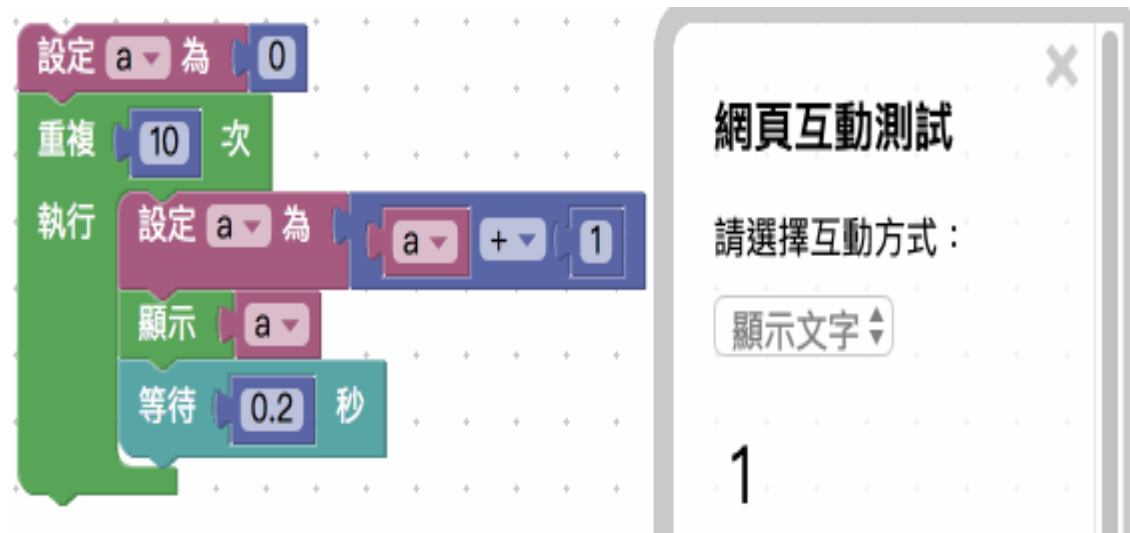 設定 a 為 0
重複 10 次
執行 設定 a 為 a + 1
顯示 a
等待 0.2 秒
網頁互動測試
請選擇互動方式：
顯示文字
1